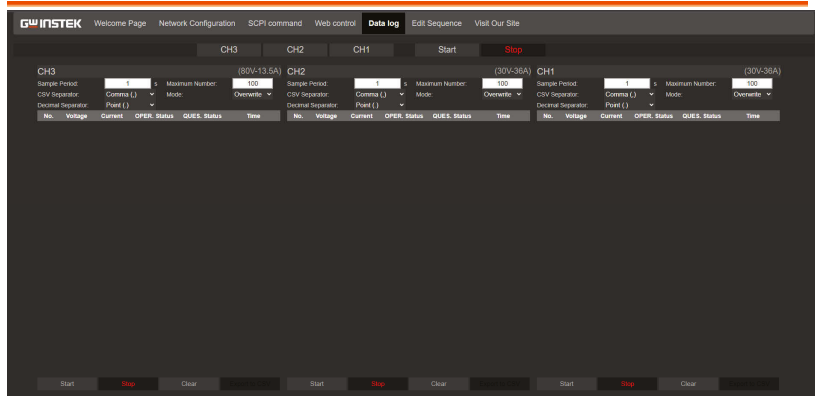 GWINSTEK Welcome Page Network Configuration SCPI command Web control Data log Edit Sequence Visit Our Site
CH3 CH2 CH1 Start Stop
CH3 (80V-13.5A) CH2 (30V-36A) CH1 (30V-36A)
Sample Period: 1 s Maximum Number: 100 Sample Period: 1 s Maximum Number: 100 Sample Period: 1 s Maximum Number: 100
CSV Separator: Comma (,) Mode: Overwrite CSV Separator: Comma (,) Mode: Overwrite CSV Separator: Comma (,) Mode: Overwrite
Decimal Separator: Point (.) Decimal Separator: Point (.) Decimal Separator: Point (.)
No. Voltage Current OPER. Status QUES. Status Time No. Voltage Current OPER. Status QUES. Status Time No. Voltage Current OPER. Status QUES. Status Time
Start Stop Clear Start Stop Clear Start Stop Clear